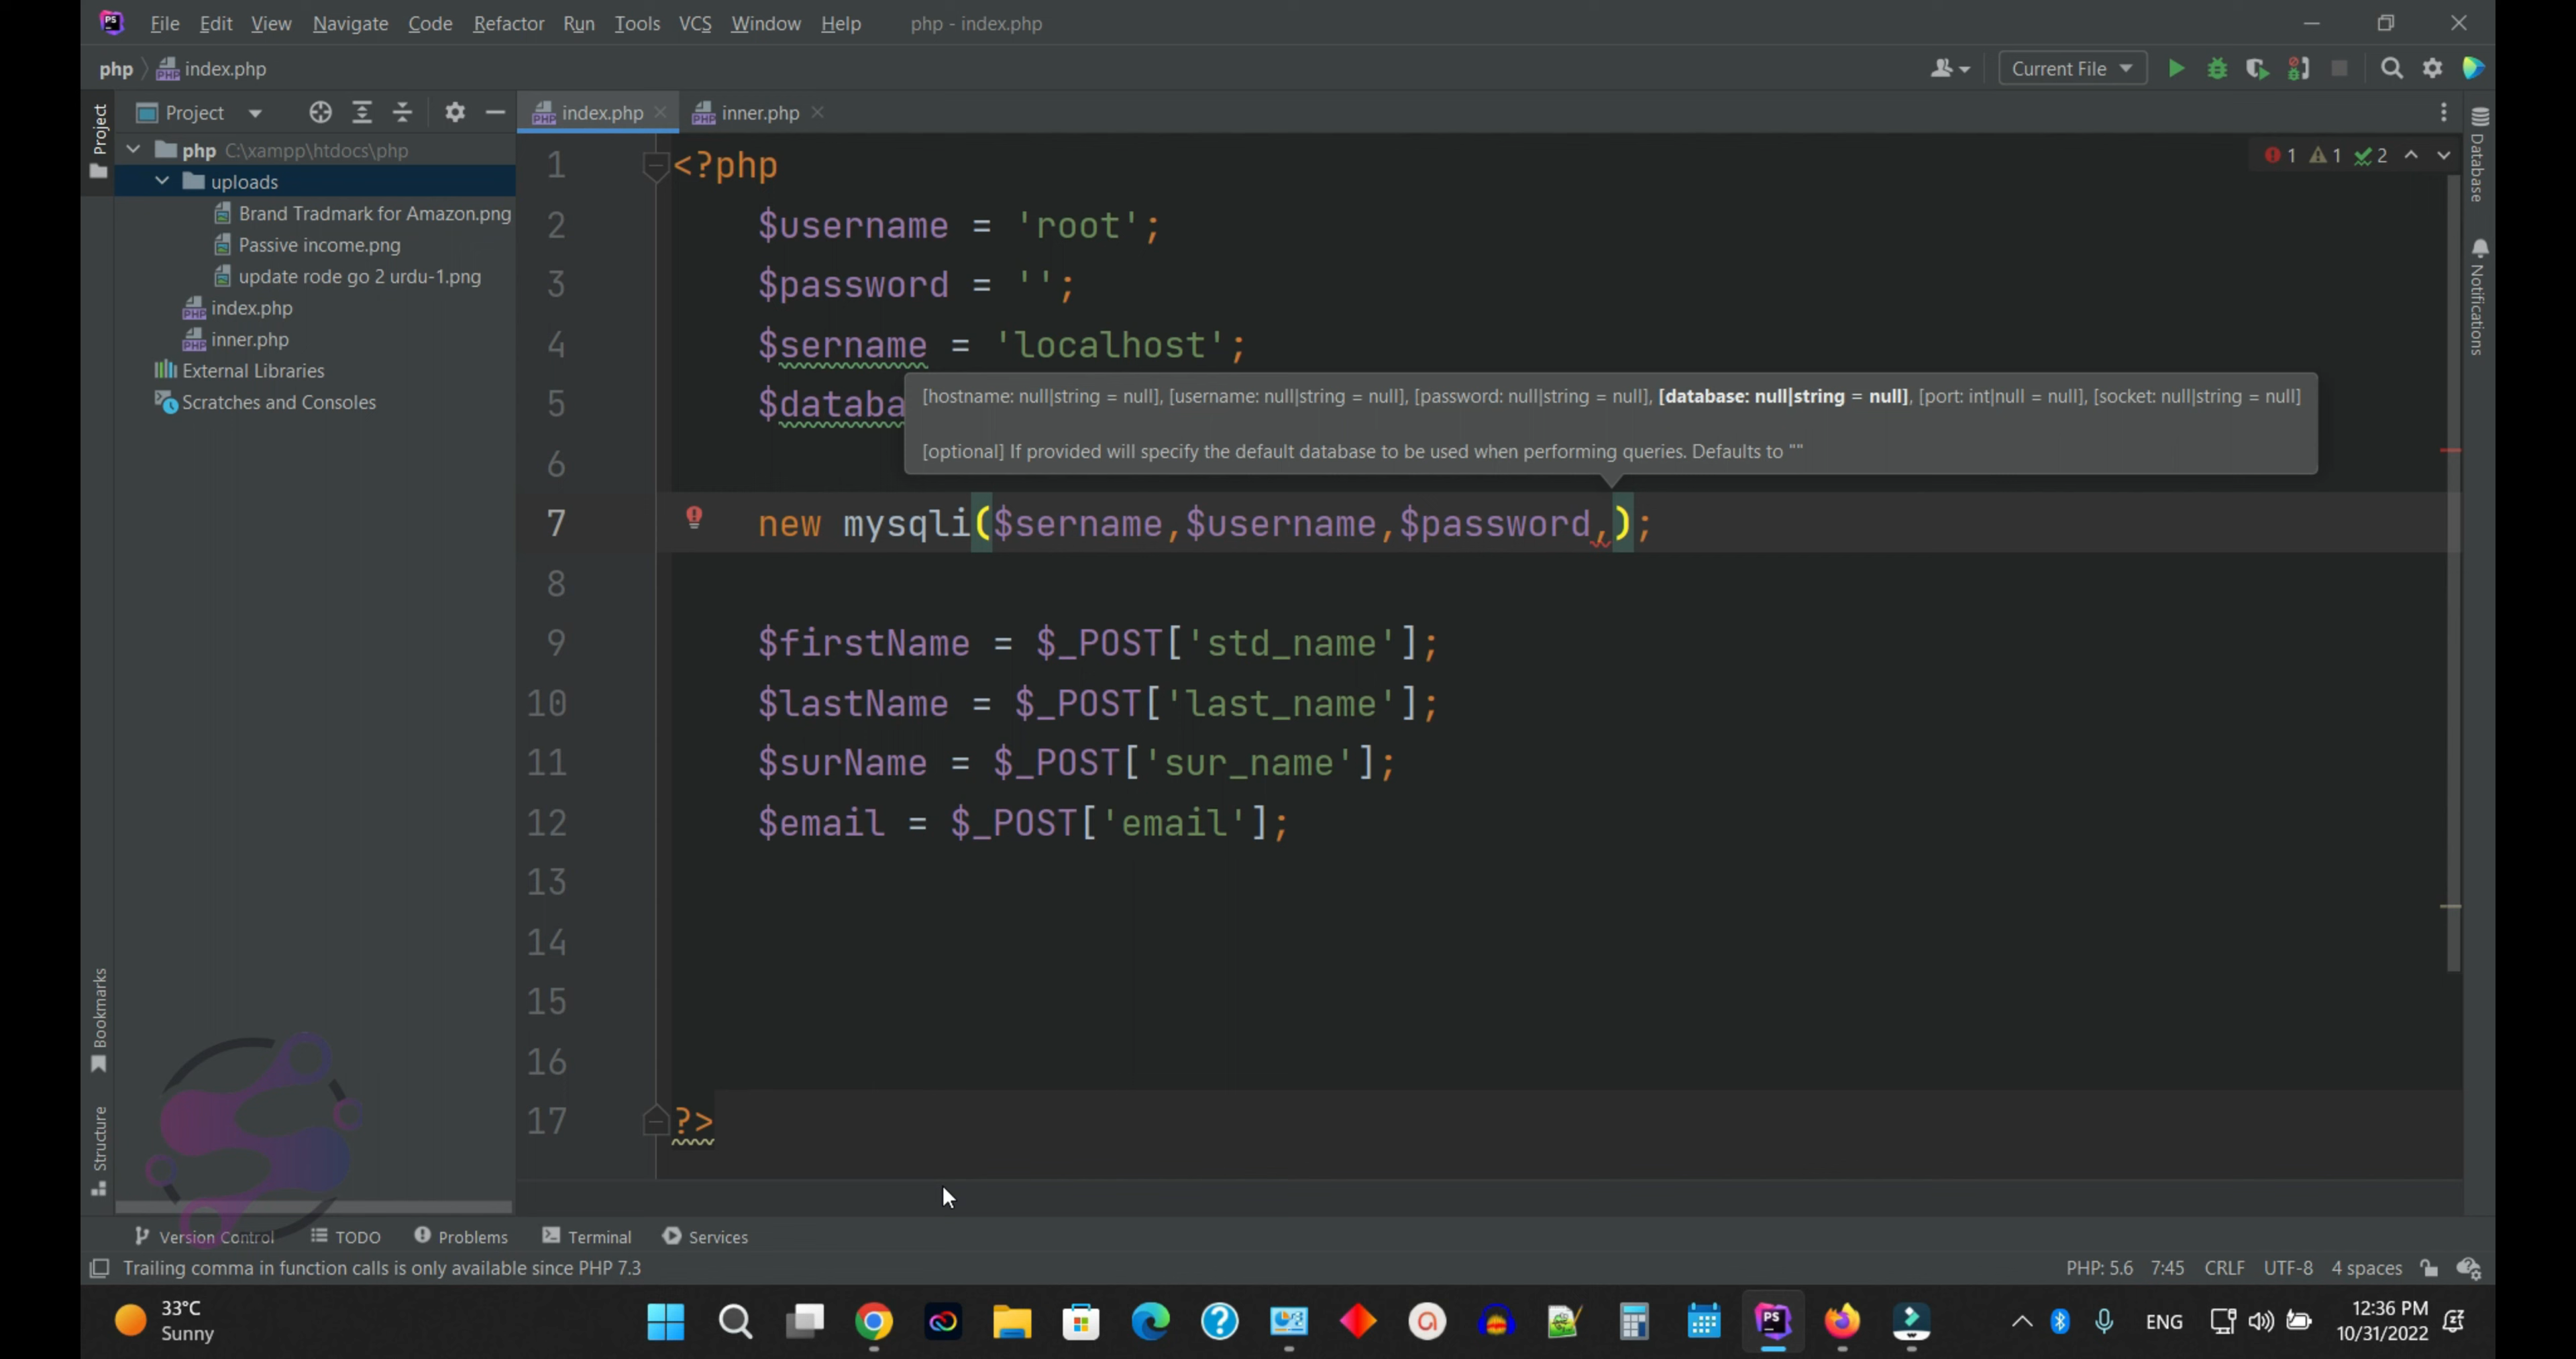 File Edit View Navigate Code Refactor Run Tools VCS Window Help php - index.php
php index.php Current File
Project index.php inner.php
Project
php C:\xampp\htdocs\php
uploads
Brand Tradmark for Amazon.png
Passive income.png
update rode go 2 urdu-1.png
index.php
inner.php
External Libraries
Scratches and Consoles
1 <?php
1 1 2
2 $username = 'root';
3 $password = '';
4 $sername = 'localhost';
5 $databa
[hostname: null|string = null], [username: null|string = null], [password: null|string = null], [database: null|string = null], [port: int|null = null], [socket: null|string = null]
[optional] If provided will specify the default database to be used when performing queries. Defaults to ""
6
7 new mysqli($sername,$username,$password,);
8
9 $firstName = $_POST['std_name'];
10 $lastName = $_POST['last_name'];
11 $surName = $_POST['sur_name'];
12 $email = $_POST['email'];
13
14
15
16
17 ?>
Database
Notifications
Bookmarks
Structure
Version Control TODO Problems Terminal Services
Trailing comma in function calls is only available since PHP 7.3 PHP: 5.6 7:45 CRLF UTF-8 4 spaces
33°C
Sunny
ENG
12:36 PM
10/31/2022